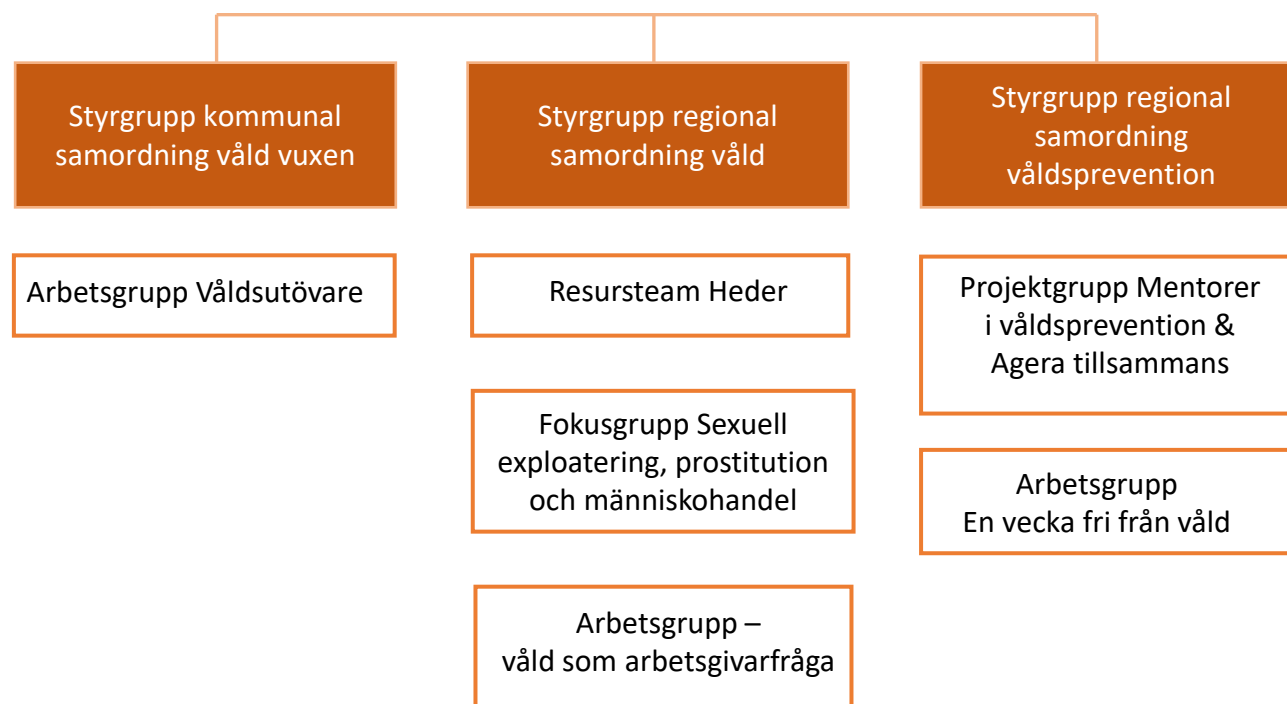 Styrgrupp kommunal
samordning våld vuxen
Arbetsgrupp Våldsutövare
Styrgrupp regional
samordning våld
Resursteam Heder
Fokusgrupp Sexuell
exploatering, prostitution
och människohandel
Arbetsgrupp –
våld som arbetsgivarfråga
Styrgrupp regional
samordning
våldsprevention
Projektgrupp Mentorer
i våldsprevention &
Agera tillsammans
Arbetsgrupp
En vecka fri från våld